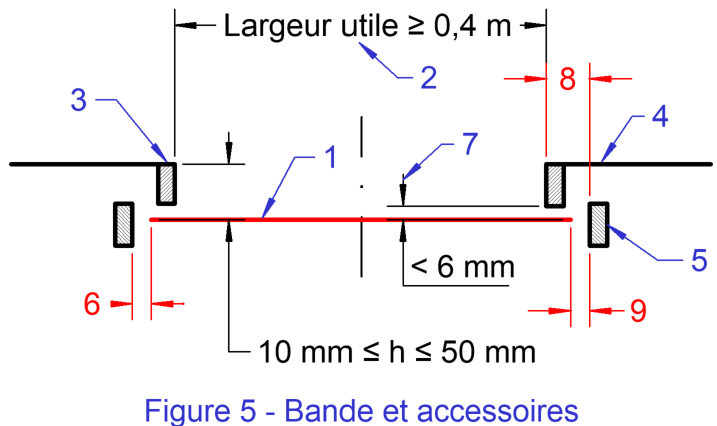 Largeur utile ≥ 0,4 m
2
8
3
7
4
1
5
< 6 mm
6
9
10 mm ≤ h ≤ 50 mm
Figure 5 - Bande et accessoires